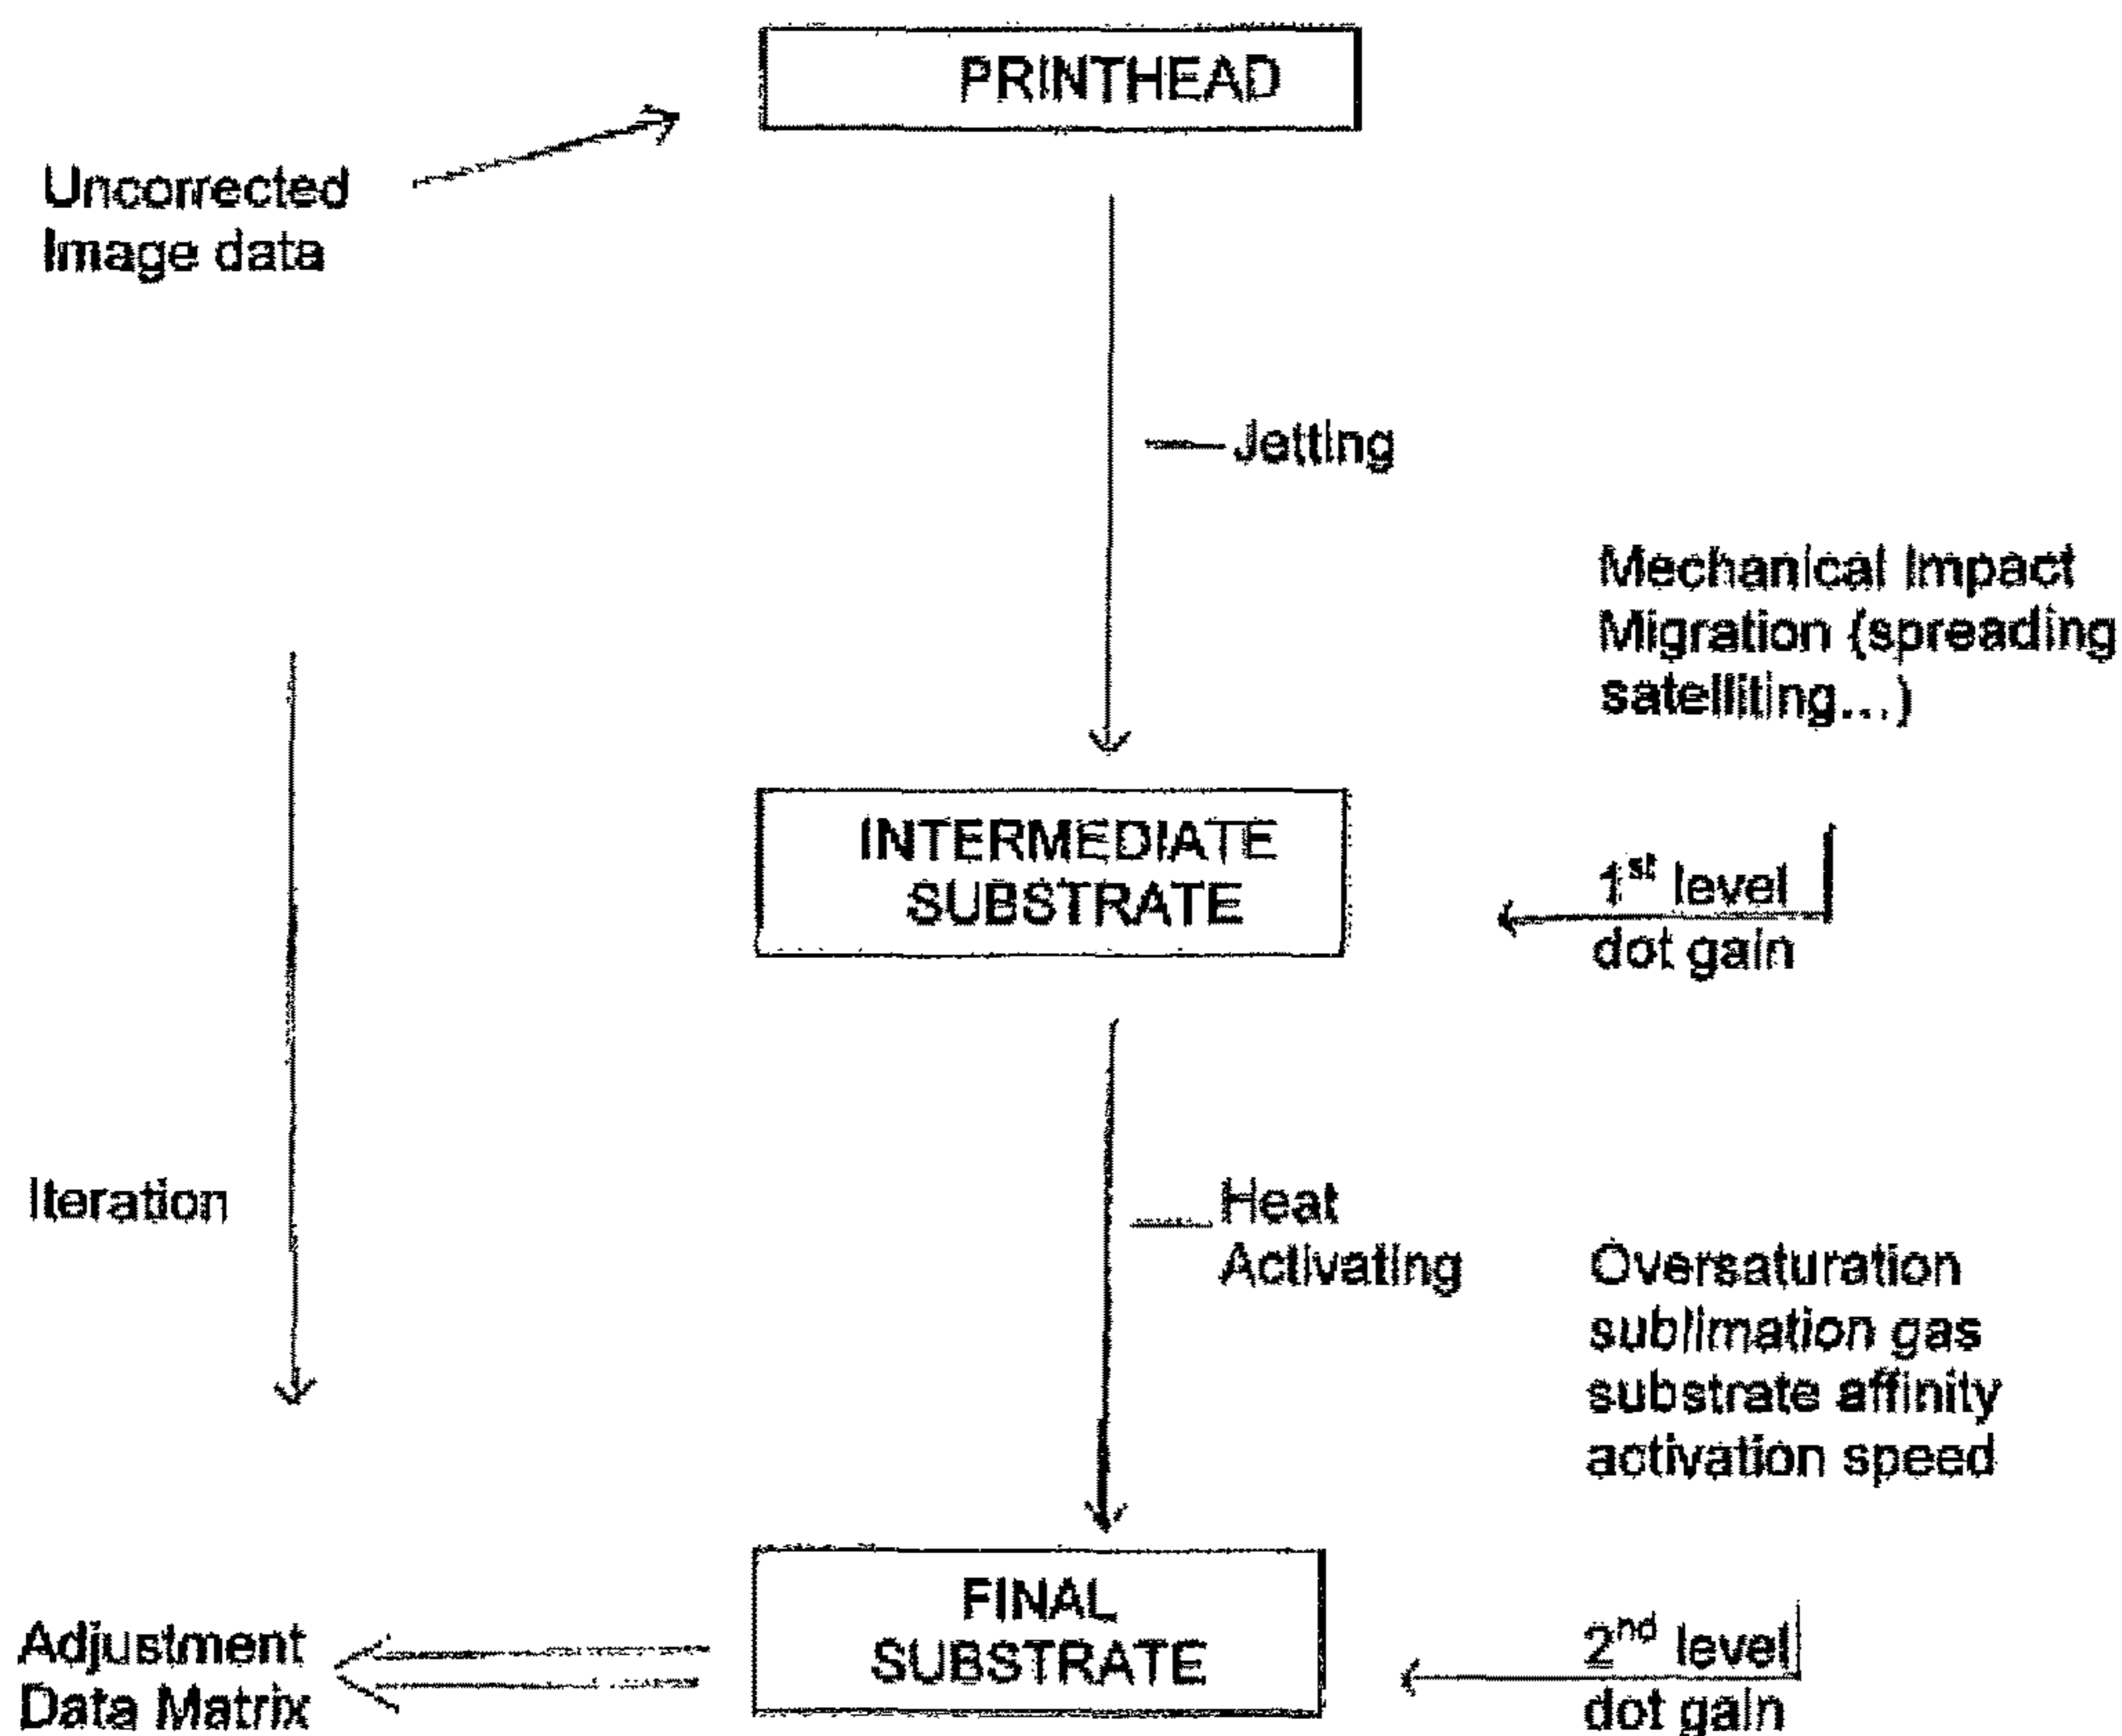 PRINTHEAD
Uncorrected
Image data
Jetting
Mechanical Impact
Migration (spreading
satelliting...)
INTERMEDIATE
SUBSTRATE
1st level
dot gain
Iteration
Heat
Activating
Oversaturation
sublimation gas
substrate affinity
activation speed
FINAL
SUBSTRATE
2nd level
dot gain
Adjustment
Data Matrix